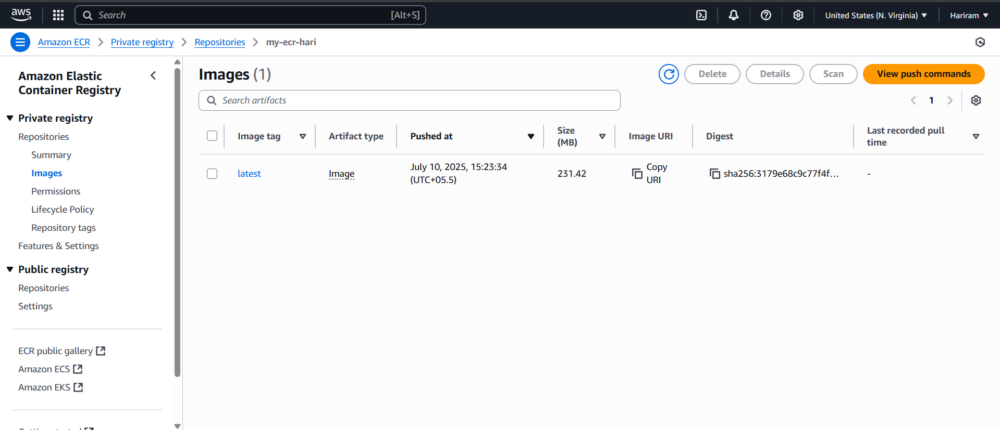 aws
Search
[Alt+S]
United States (N. Virginia)
Hariram
Amazon ECR
Private registry
Repositories
my-ecr-hari
Amazon Elastic
Container Registry
Private registry
Repositories
Summary
Images
Permissions
Lifecycle Policy
Repository tags
Features & Settings
Public registry
Repositories
Settings
ECR public gallery
Amazon ECS
Amazon EKS
Images (1)
Delete
Details
Scan
View push commands
Search artifacts
1
Image tag
Artifact type
Pushed at
Size
(MB)
Image URI
Digest
Last recorded pull
time
latest
Image
July 10, 2025, 15:23:34
(UTC+05.5)
231.42
Copy
URI
sha256:3179e68c9c77f4f...
-